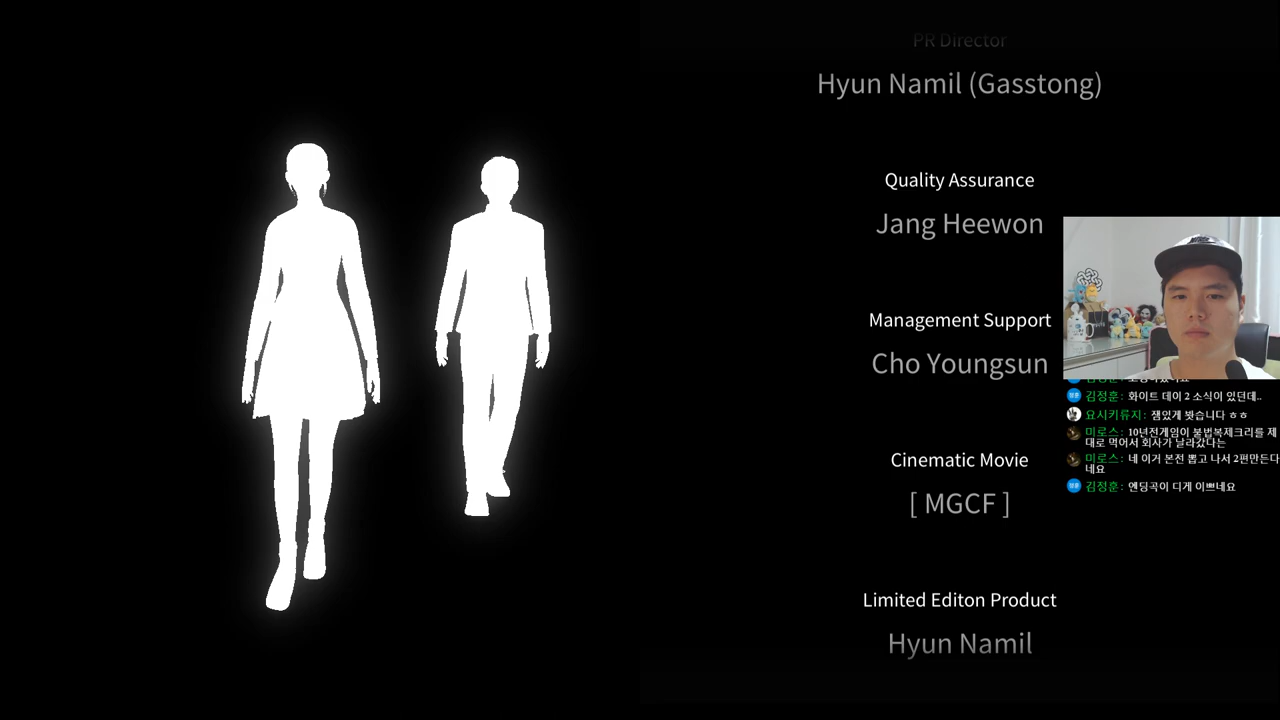 PR Director
Hyun Namil (Gasstong)
Quality Assurance
Jang Heewon
Management Support
Cho Youngsun
Cinematic Movie
[ MGCF ]
Limited Editon Product
Hyun Namil
김정훈: 화이트 데이 2 소식이 있던데..
요시키류지: 잼있게 봣습니다 ㅎㅎ
미로스: 10년전게임이 불법복제크리를 제
대로 먹어서 회사가 날라갔다는
미로스: 네 이거 본전 뽑고 나서 2편만든다
네요
김정훈: 엔딩곡이 디게 이쁘네요